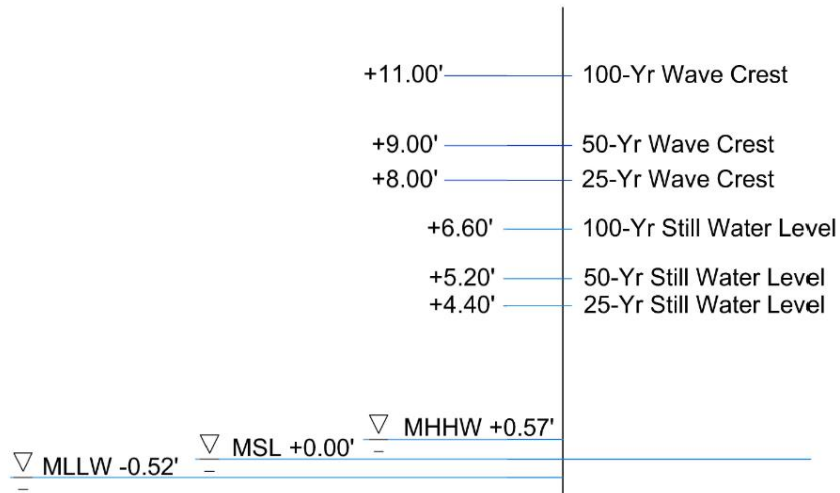 +11.00' 100-Yr Wave Crest
+9.00' 50-Yr Wave Crest
+8.00' 25-Yr Wave Crest
+6.60' 100-Yr Still Water Level
+5.20' 50-Yr Still Water Level
+4.40' 25-Yr Still Water Level
MHHW +0.57'
MSL +0.00'
MLLW -0.52'